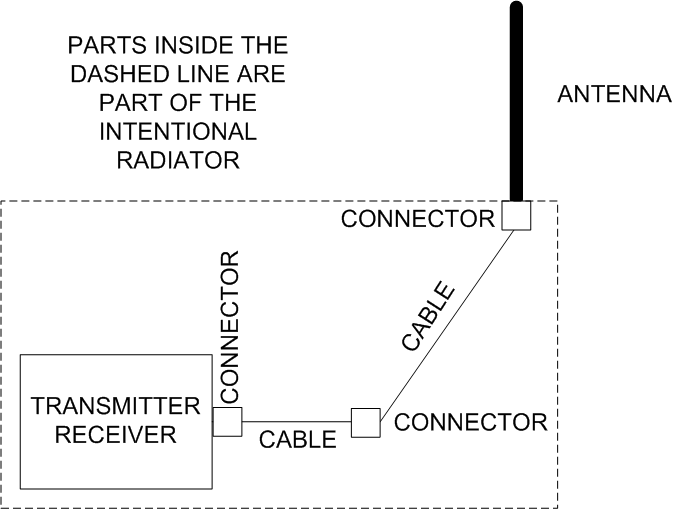 PARTS INSIDE THE
DASHED LINE ARE
PART OF THE
INTENTIONAL
RADIATOR
ANTENNA
CONNECTOR
CONNECTOR
CABLE
TRANSMITTER
RECEIVER
CABLE
CONNECTOR